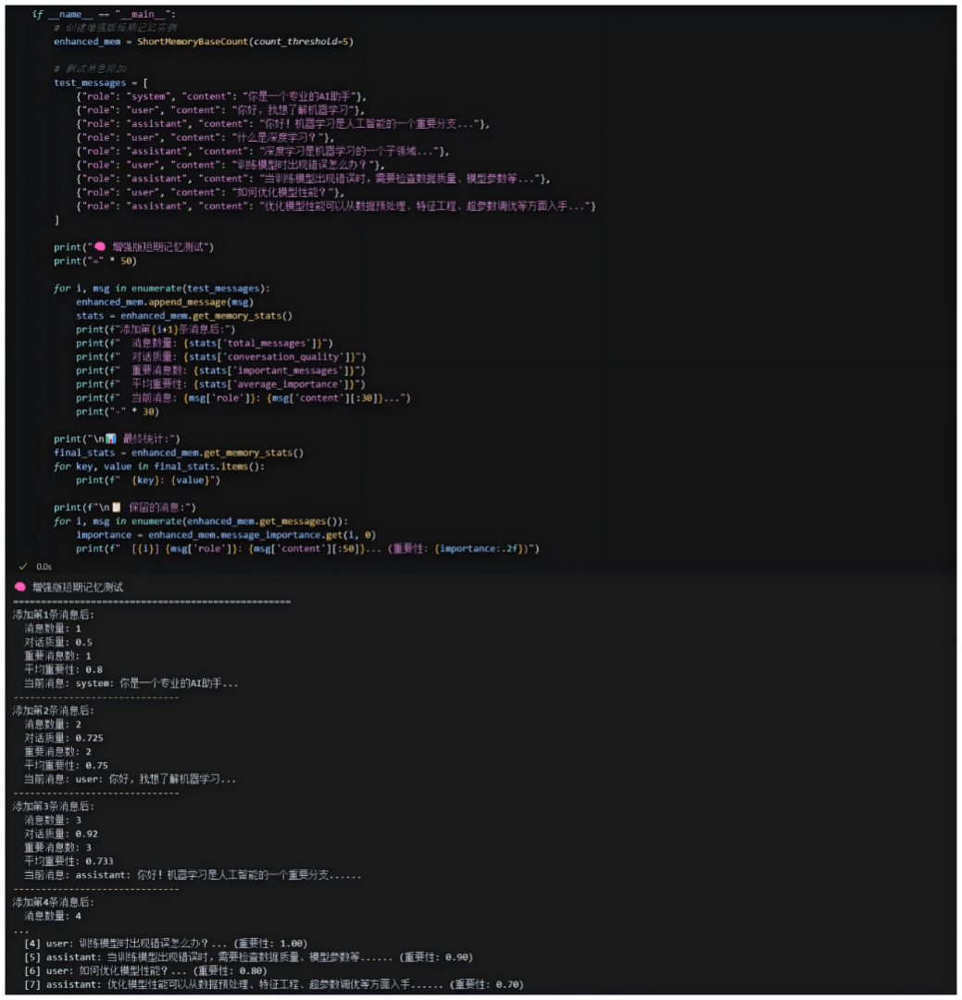 if __name__ == "__main__":
# 创建增强版短期记忆实例
enhanced_mem = ShortMemoryBaseCount(count_threshold=5)
# 测试消息添加
test_messages = [
{"role": "system", "content": "你是一个专业的AI助手"},
{"role": "user", "content": "你好，我想了解机器学习"},
{"role": "assistant", "content": "你好！机器学习是人工智能的一个重要分支..."},
{"role": "user", "content": "什么是深度学习？"},
{"role": "assistant", "content": "深度学习是机器学习的一个子领域..."},
{"role": "user", "content": "训练模型时出现错误怎么办？"},
{"role": "assistant", "content": "当训练模型出现错误时，需要检查数据质量、模型参数等..."},
{"role": "user", "content": "如何优化模型性能？"},
{"role": "assistant", "content": "优化模型性能可以从数据预处理、特征工程、超参数调优等方面入手..."}
]
print("🧠 增强版短期记忆测试")
print("=" * 50)
for i, msg in enumerate(test_messages):
enhanced_mem.append_message(msg)
stats = enhanced_mem.get_memory_stats()
print(f"添加第{i+1}条消息后:")
print(f"  消息数量: {stats['total_messages']}")
print(f"  对话质量: {stats['conversation_quality']}")
print(f"  重要消息数: {stats['important_messages']}")
print(f"  平均重要性: {stats['average_importance']}")
print(f"  当前消息: {msg['role']}: {msg['content'][:30]}...")
print("-" * 30)
print("\n📊 最终统计:")
final_stats = enhanced_mem.get_memory_stats()
for key, value in final_stats.items():
print(f"  {key}: {value}")
print(f"\n📋 保留的消息:")
for i, msg in enumerate(enhanced_mem.get_messages()):
importance = enhanced_mem.message_importance.get(i, 0)
print(f"  [{i}] {msg['role']}: {msg['content'][:50]}... (重要性: {importance:.2f})")
✓ 0.0s
🧠 增强版短期记忆测试
==================================================
添加第1条消息后:
消息数量: 1
对话质量: 0.5
重要消息数: 1
平均重要性: 0.8
当前消息: system: 你是一个专业的AI助手...
------------------------------
添加第2条消息后:
消息数量: 2
对话质量: 0.725
重要消息数: 2
平均重要性: 0.75
当前消息: user: 你好，我想了解机器学习...
------------------------------
添加第3条消息后:
消息数量: 3
对话质量: 0.92
重要消息数: 3
平均重要性: 0.733
当前消息: assistant: 你好！机器学习是人工智能的一个重要分支......
------------------------------
添加第4条消息后:
消息数量: 4
...
[4] user: 训练模型时出现错误怎么办？... (重要性: 1.00)
[5] assistant: 当训练模型出现错误时，需要检查数据质量、模型参数等...... (重要性: 0.90)
[6] user: 如何优化模型性能？... (重要性: 0.80)
[7] assistant: 优化模型性能可以从数据预处理、特征工程、超参数调优等方面入手...... (重要性: 0.70)